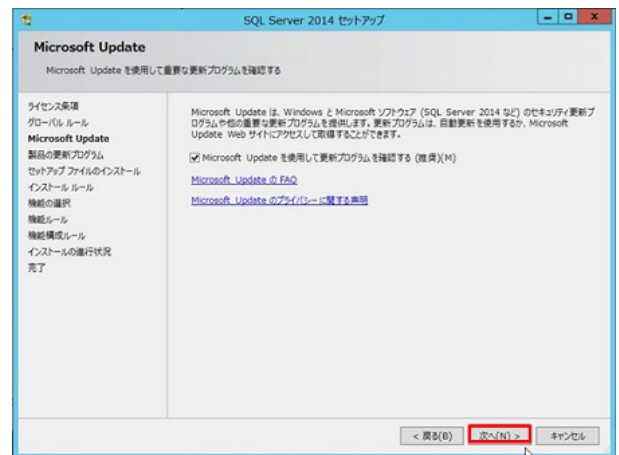 SQL Server 2014 セットアップ
Microsoft Update
Microsoft Update を使用して重要な更新プログラムを確認する
ライセンス条項
グローバル ルール
Microsoft Update
製品の更新プログラム
セットアップ ファイルのインストール
インストール ルール
機能の選択
機能ルール
機能構成ルール
インストールの進行状況
完了
Microsoft Update は、Windows と Microsoft ソフトウェア (SQL Server 2014 など) のセキュリティ更新プ
ログラムや他の重要な更新プログラムを提供します。更新プログラムは、自動更新を使用するか、Microsoft
Update Web サイトにアクセスして取得することができます。
Microsoft Update を使用して更新プログラムを確認する (推奨)(M)
Microsoft Update の FAQ
Microsoft Update のプライバシーに関する声明
< 戻る(B)
次へ(N) >
キャンセル